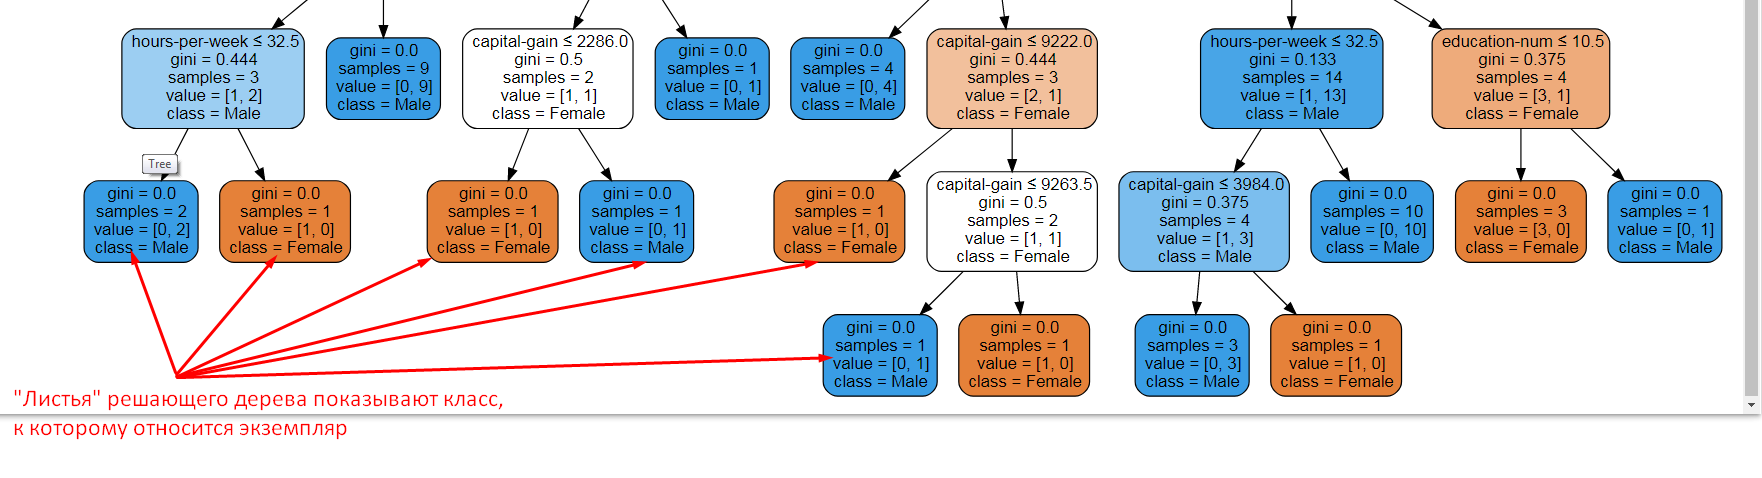 hours-per-week ≤ 32.5
gini = 0.444
samples = 3
value = [1, 2]
class = Male
gini = 0.0
samples = 9
value = [0, 9]
class = Male
capital-gain ≤ 2286.0
gini = 0.5
samples = 2
value = [1, 1]
class = Female
gini = 0.0
samples = 1
value = [0, 1]
class = Male
gini = 0.0
samples = 4
value = [0, 4]
class = Male
capital-gain ≤ 9222.0
gini = 0.444
samples = 3
value = [2, 1]
class = Female
hours-per-week ≤ 32.5
gini = 0.133
samples = 14
value = [1, 13]
class = Male
education-num ≤ 10.5
gini = 0.375
samples = 4
value = [3, 1]
class = Female
Tree
gini = 0.0
samples = 2
value = [0, 2]
class = Male
gini = 0.0
samples = 1
value = [1, 0]
class = Female
gini = 0.0
samples = 1
value = [1, 0]
class = Female
gini = 0.0
samples = 1
value = [0, 1]
class = Male
gini = 0.0
samples = 1
value = [1, 0]
class = Female
capital-gain ≤ 9263.5
gini = 0.5
samples = 2
value = [1, 1]
class = Female
capital-gain ≤ 3984.0
gini = 0.375
samples = 4
value = [1, 3]
class = Male
gini = 0.0
samples = 10
value = [0, 10]
class = Male
gini = 0.0
samples = 3
value = [3, 0]
class = Female
gini = 0.0
samples = 1
value = [0, 1]
class = Male
gini = 0.0
samples = 1
value = [0, 1]
class = Male
gini = 0.0
samples = 1
value = [1, 0]
class = Female
gini = 0.0
samples = 3
value = [0, 3]
class = Male
gini = 0.0
samples = 1
value = [1, 0]
class = Female
"Листья" решающего дерева показывают класс,
к которому относится экземпляр